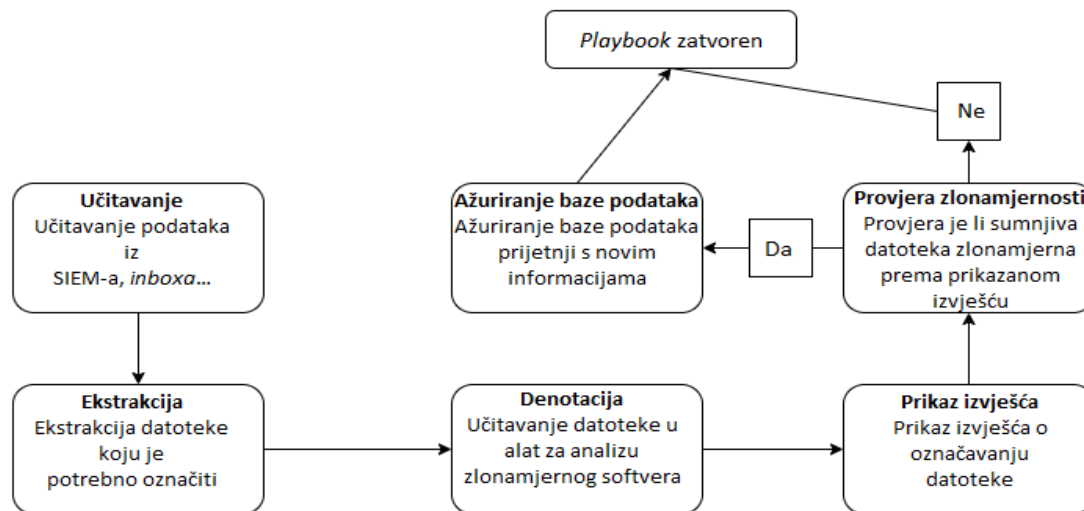 Playbook zatvoren
Ne
Učitavanje
Učitavanje podataka
iz
SIEM-a, inboxa...
Ažuriranje baze podataka
Ažuriranje baze podataka
prijetnji s novim
informacijama
Da
Provjera zlonamjernosti
Provjera je li sumnjiva
datoteka zlonamjerna
prema prikazanom
izvješću
Ekstrakcija
Ekstrakcija datoteke
koju je
potrebno označiti
Denotacija
Učitavanje datoteke u
alat za analizu
zlonamjernog softvera
Prikaz izvješća
Prikaz izvješća o
označavanju
datoteke